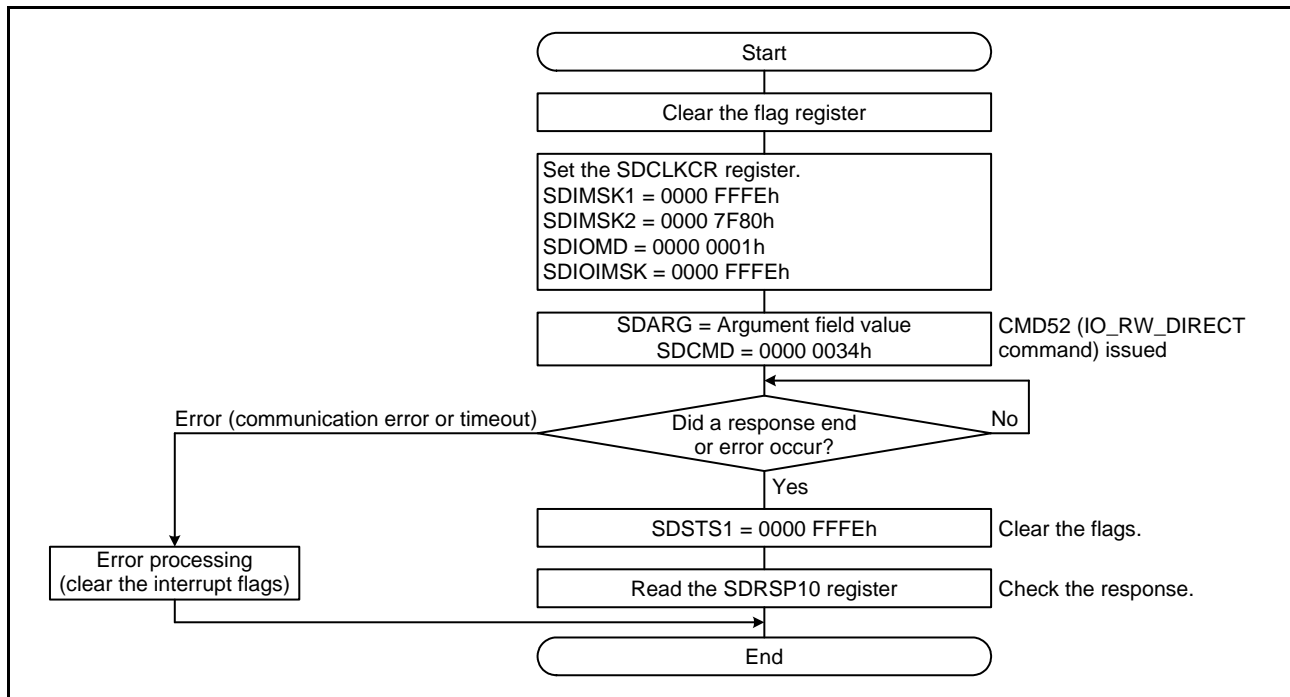 Start
Clear the flag register
Set the SDCLKCR register.
SDIMSK1 = 0000 FFFEh
SDIMSK2 = 0000 7F80h
SDIOMD = 0000 0001h
SDIOIMSK = 0000 FFFEh
SDARG = Argument field value
SDCMD = 0000 0034h
CMD52 (IO_RW_DIRECT
command) issued
Error (communication error or timeout)
Did a response end
or error occur?
No
Yes
SDSTS1 = 0000 FFFEh
Clear the flags.
Error processing
(clear the interrupt flags)
Read the SDRSP10 register
Check the response.
End